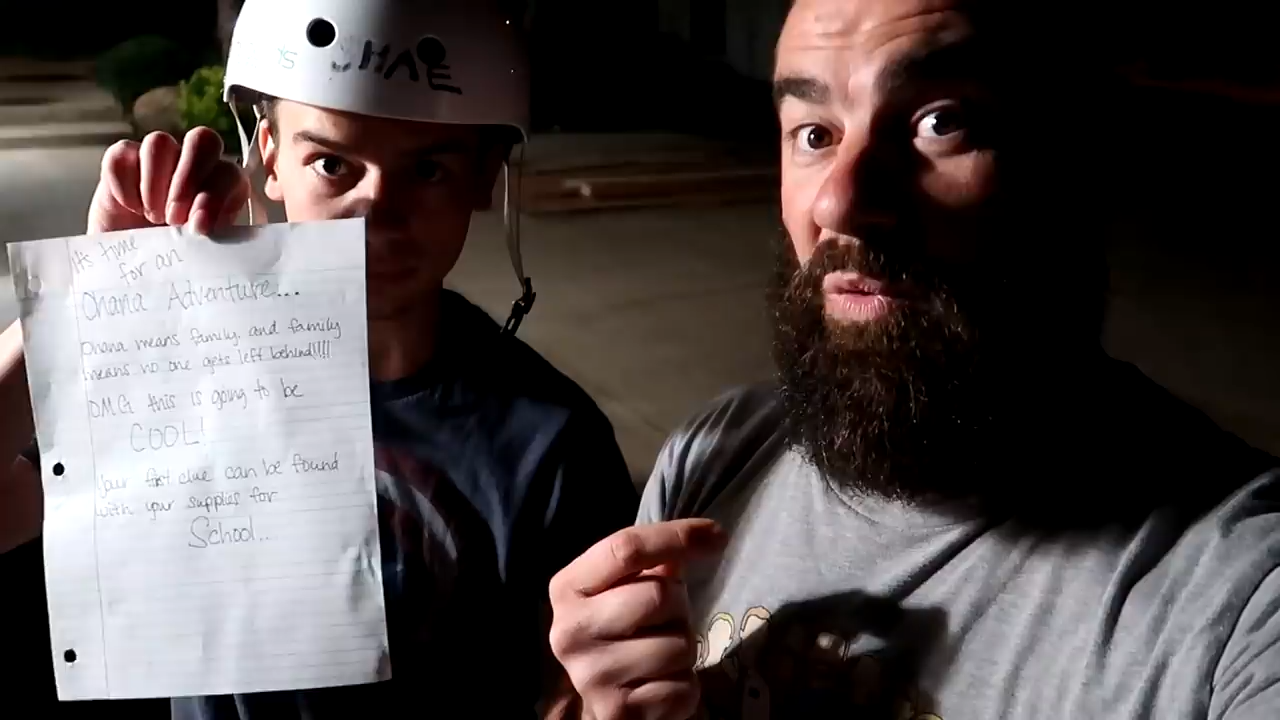 SHAE
It's time
for an
Ohana Adventure...
Ohana means family, and family
means no one gets left behind!!!!
OMG this is going to be
COOL!
Your first clue can be found
with your supplies for
School..